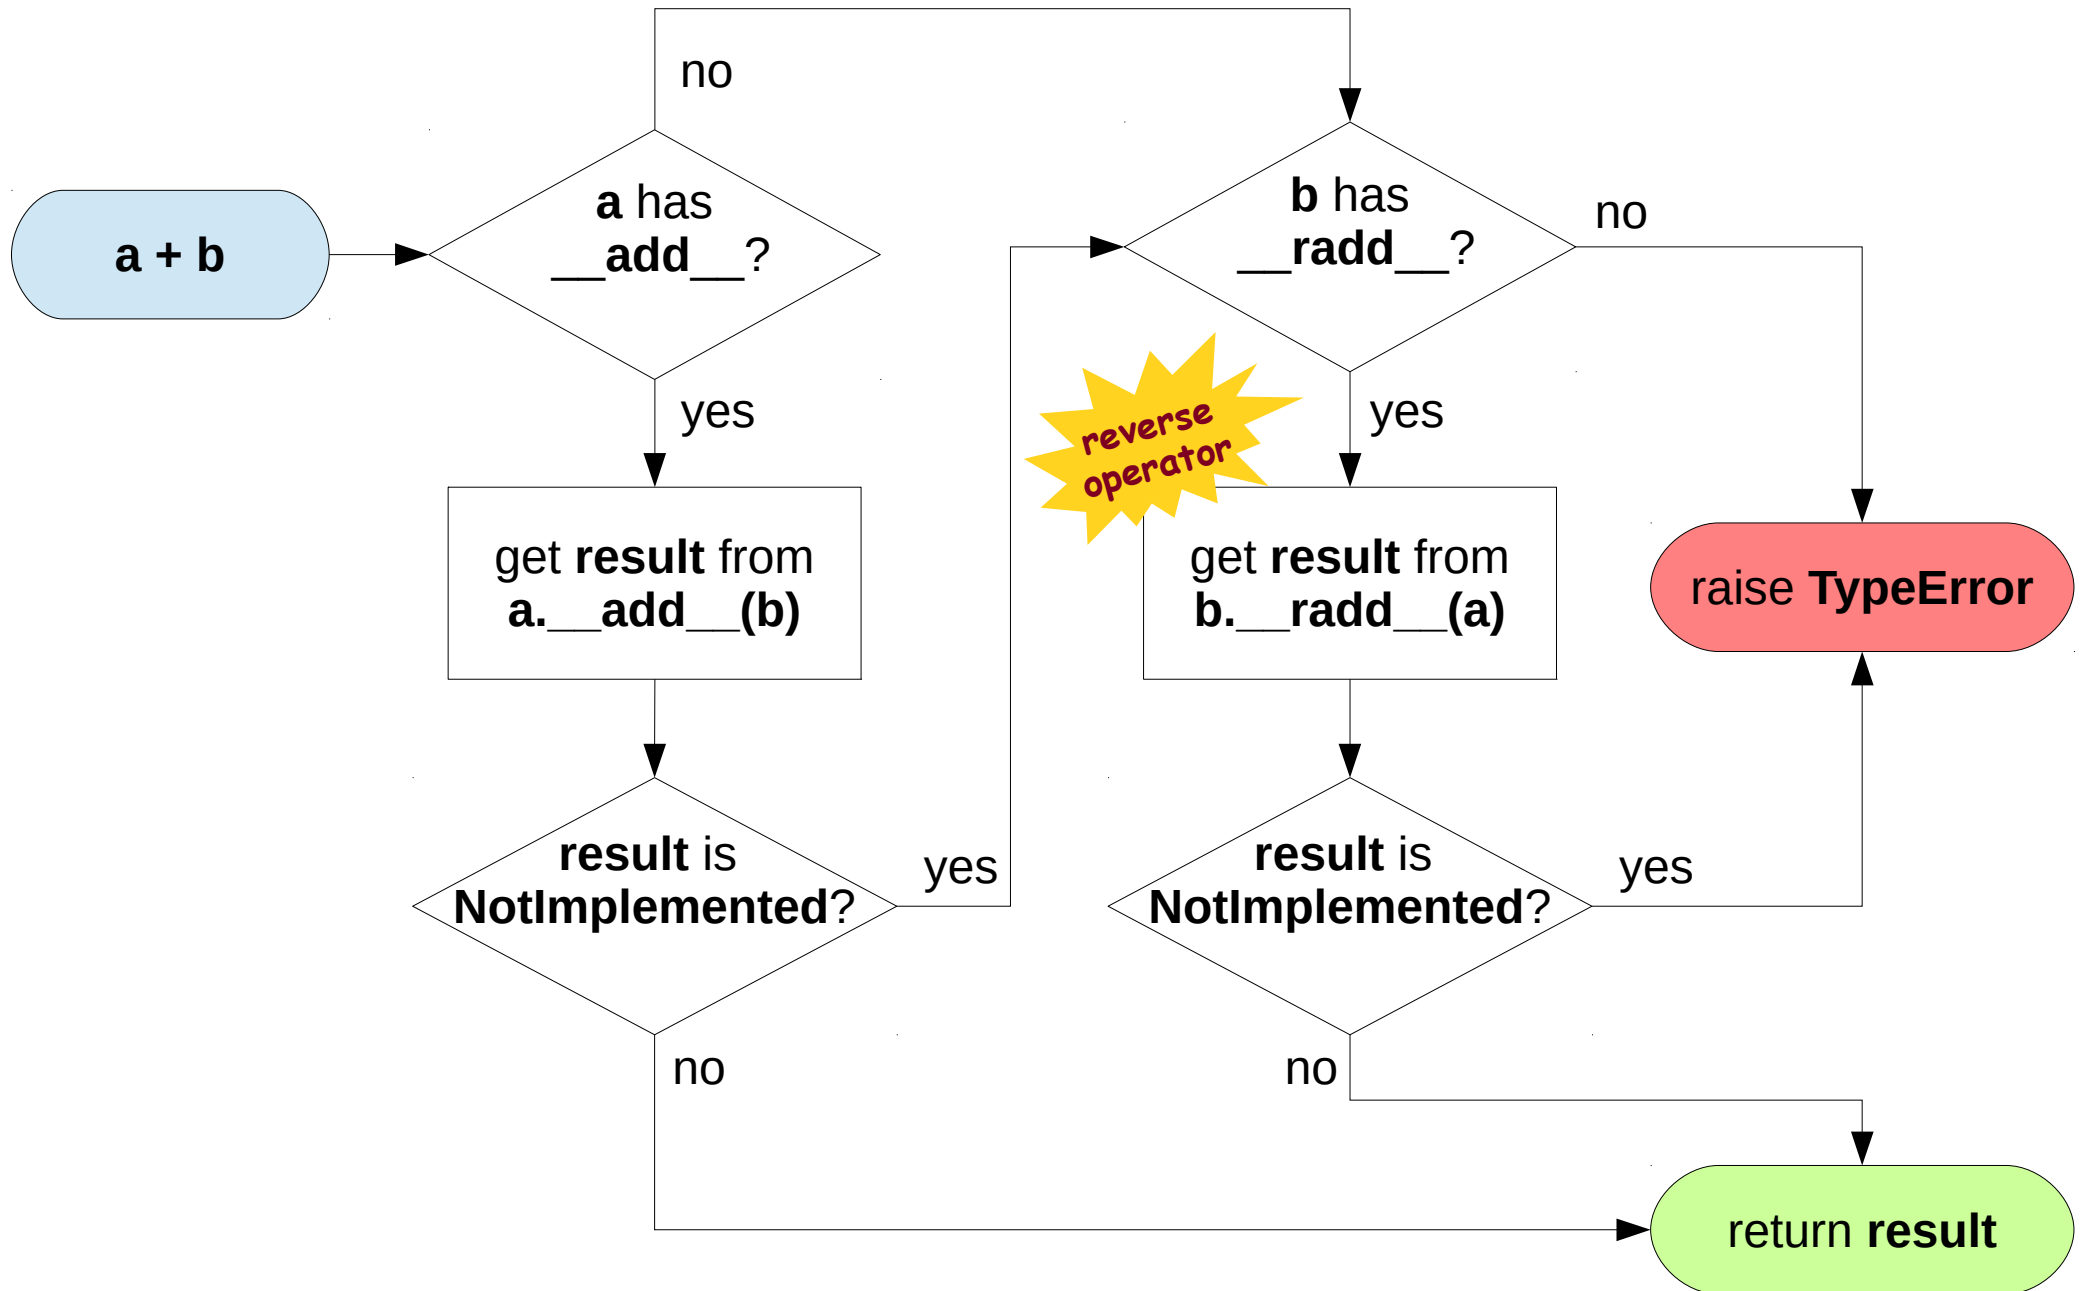 no
a has
__add__?
b has
__radd__?
no
a + b
yes
reverse
operator
yes
get result from
a.__add__(b)
get result from
b.__radd__(a)
raise TypeError
result is
NotImplemented?
yes
result is
NotImplemented?
yes
no
no
return result